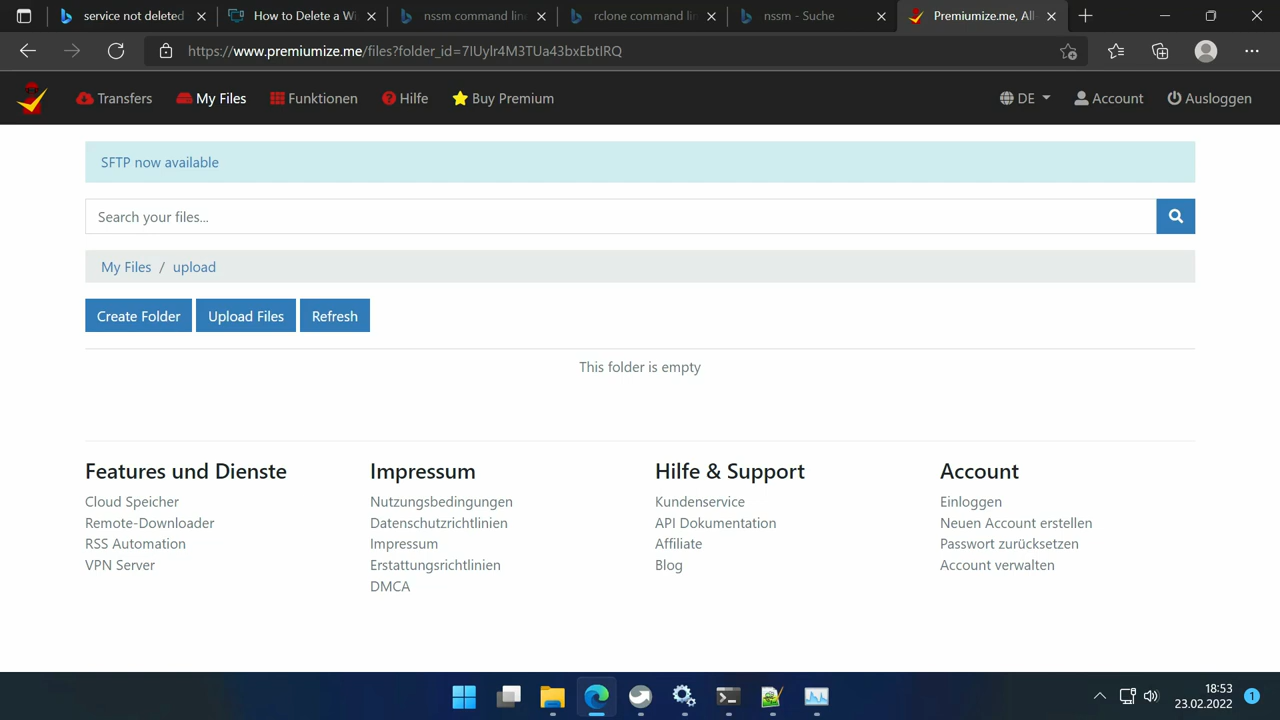 service not deleted
How to Delete a Wi
nssm command lin
rclone command li
nssm - Suche
Premiumize.me, All
https://www.premiumize.me/files?folder_id=7IUylr4M3TUa43bxEbtIRQ
Transfers
My Files
Funktionen
Hilfe
Buy Premium
DE
Account
Ausloggen
SFTP now available
Search your files...
My Files / upload
Create Folder
Upload Files
Refresh
This folder is empty
Features und Dienste
Cloud Speicher
Remote-Downloader
RSS Automation
VPN Server
Impressum
Nutzungsbedingungen
Datenschutzrichtlinien
Impressum
Erstattungsrichtlinien
DMCA
Hilfe & Support
Kundenservice
API Dokumentation
Affiliate
Blog
Account
Einloggen
Neuen Account erstellen
Passwort zurücksetzen
Account verwalten
18:53
23.02.2022
1